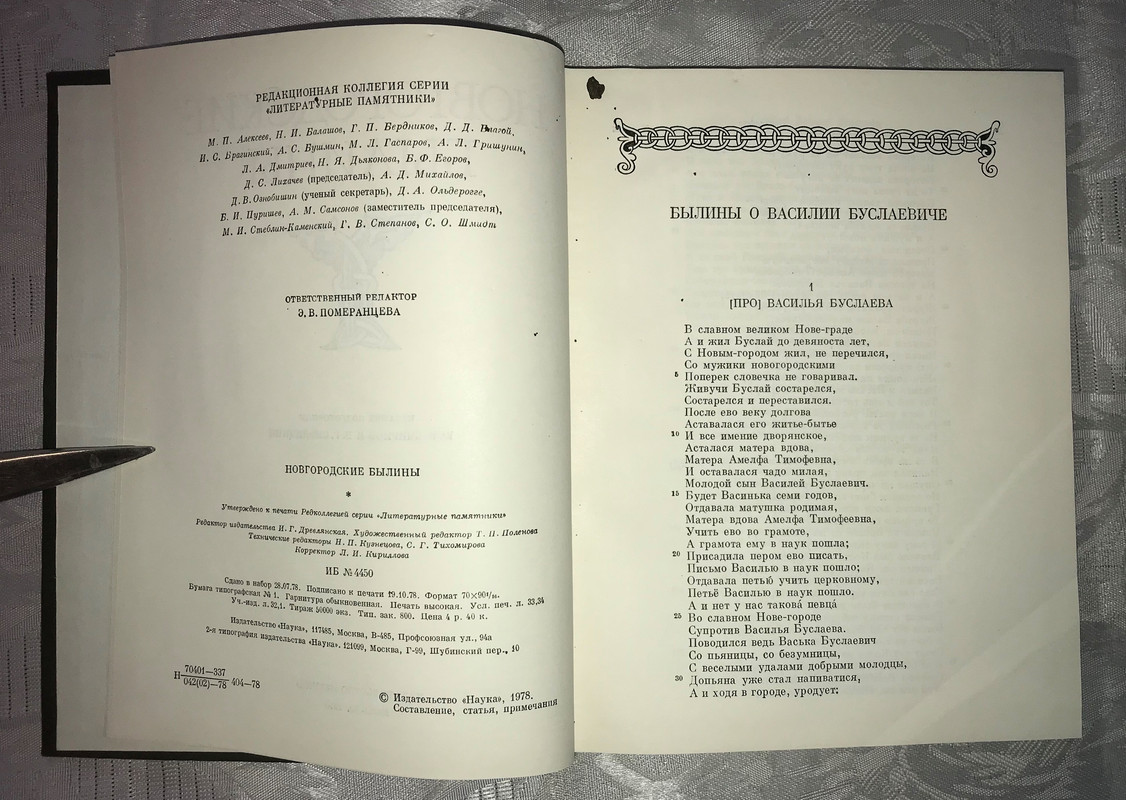 РЕДАКЦИОННАЯ КОЛЛЕГИЯ СЕРИИ
«ЛИТЕРАТУРНЫЕ ПАМЯТНИКИ»
М. П. Алексеев, Н. И. Балашов, Г. П. Бердников, Д. Д. Благой,
И. С. Брагинский, А. С. Бушмин, М. Л. Гаспаров, А. Л. Гришунин,
Л. А. Дмитриев, Н. Я. Дьяконова, Б. Ф. Егоров,
Д. С. Лихачев (председатель), А. Д. Михайлов,
Д. В. Ознобишин (ученый секретарь), Д. А. Ольдерогге,
Б. И. Пуришев, А. М. Самсонов (заместитель председателя),
М. И. Стеблин-Каменский, Г. В. Степанов, С. О. Шмидт
ОТВЕТСТВЕННЫЙ РЕДАКТОР
Э. В. ПОМЕРАНЦЕВА
НОВГОРОДСКИЕ БЫЛИНЫ
*
Утверждено к печати Редколлегией серии «Литературные памятники»
Редактор издательства И. Г. Древлянская. Художественный редактор Т. П. Поленова
Технические редакторы Н. П. Кузнецова, С. Г. Тихомирова
Корректор Л. И. Кириллова
ИБ № 4450
Сдано в набор 28.07.78. Подписано к печати 19.10.78. Формат 70×90¹/₁₆.
Бумага типографская № 1. Гарнитура обыкновенная. Печать высокая. Усл. печ. л. 33,34
Уч.-изд. л. 32,1. Тираж 50000 экз. Тип. зак. 800. Цена 4 р. 40 к.
Издательство «Наука», 117485, Москва, В-485, Профсоюзная ул., 94а
2-я типография издательства «Наука». 121099, Москва, Г-99, Шубинский пер., 10
Н 70401—337
042(02)—78 404—78
© Издательство «Наука», 1978.
Составление, статья, примечания
БЫЛИНЫ О ВАСИЛИИ БУСЛАЕВИЧЕ
1
[ПРО] ВАСИЛЬЯ БУСЛАЕВА
В славном великом Нове-граде
А и жил Буслай до девяноста лет,
С Новым-городом жил, не перечился,
Со мужики новогородскими
5 Поперек словечка не говаривал.
Живучи Буслай состарелся,
Состарелся и переставился.
После ево веку долгова
Аставалася его житье-бытье
10 И все имение дворянское,
Асталася матера вдова,
Матера Амелфа Тимофевна,
И оставалася чадо милая,
Молодой сын Василей Буслаевич.
15 Будет Васинька семи годов,
Отдавала матушка родимая,
Матера вдова Амелфа Тимофеевна,
Учить ево во грамоте,
А грамота ему в наук пошла;
20 Присадила пером ево писать,
Письмо Василью в наук пошло;
Отдавала петью́ учить церковному,
Петьё Василью в наук пошло.
А и нет у нас такова́ певца́
25 Во славном Нове-городе
Супротив Василья Буслаева.
Поводился ведь Васька Буслаевич
Со пьяницы, со безумницы,
С веселыми удалами добрыми молодцы,
30 Допьяна уже стал напиватися,
А и ходя в городе, уродует: